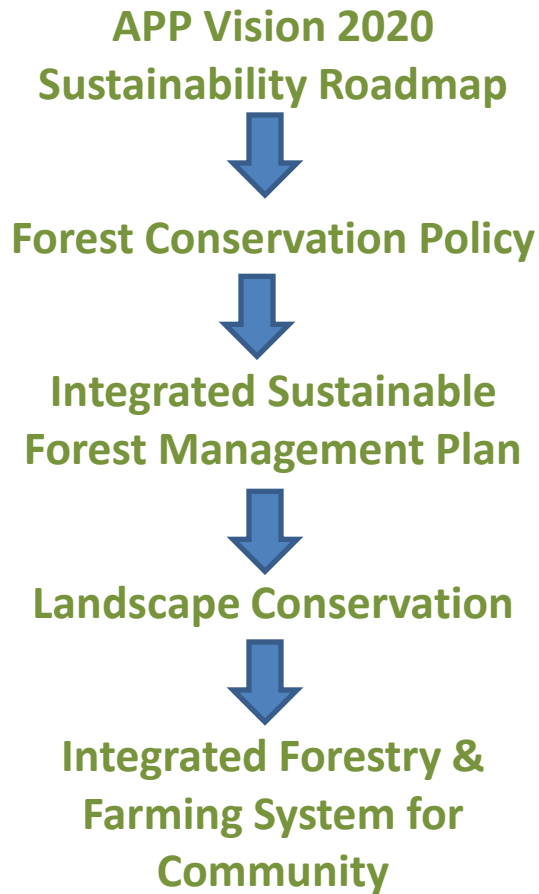 APP Vision 2020
Sustainability Roadmap
Forest Conservation Policy
Integrated Sustainable
Forest Management Plan
Landscape Conservation
Integrated Forestry &
Farming System for
Community